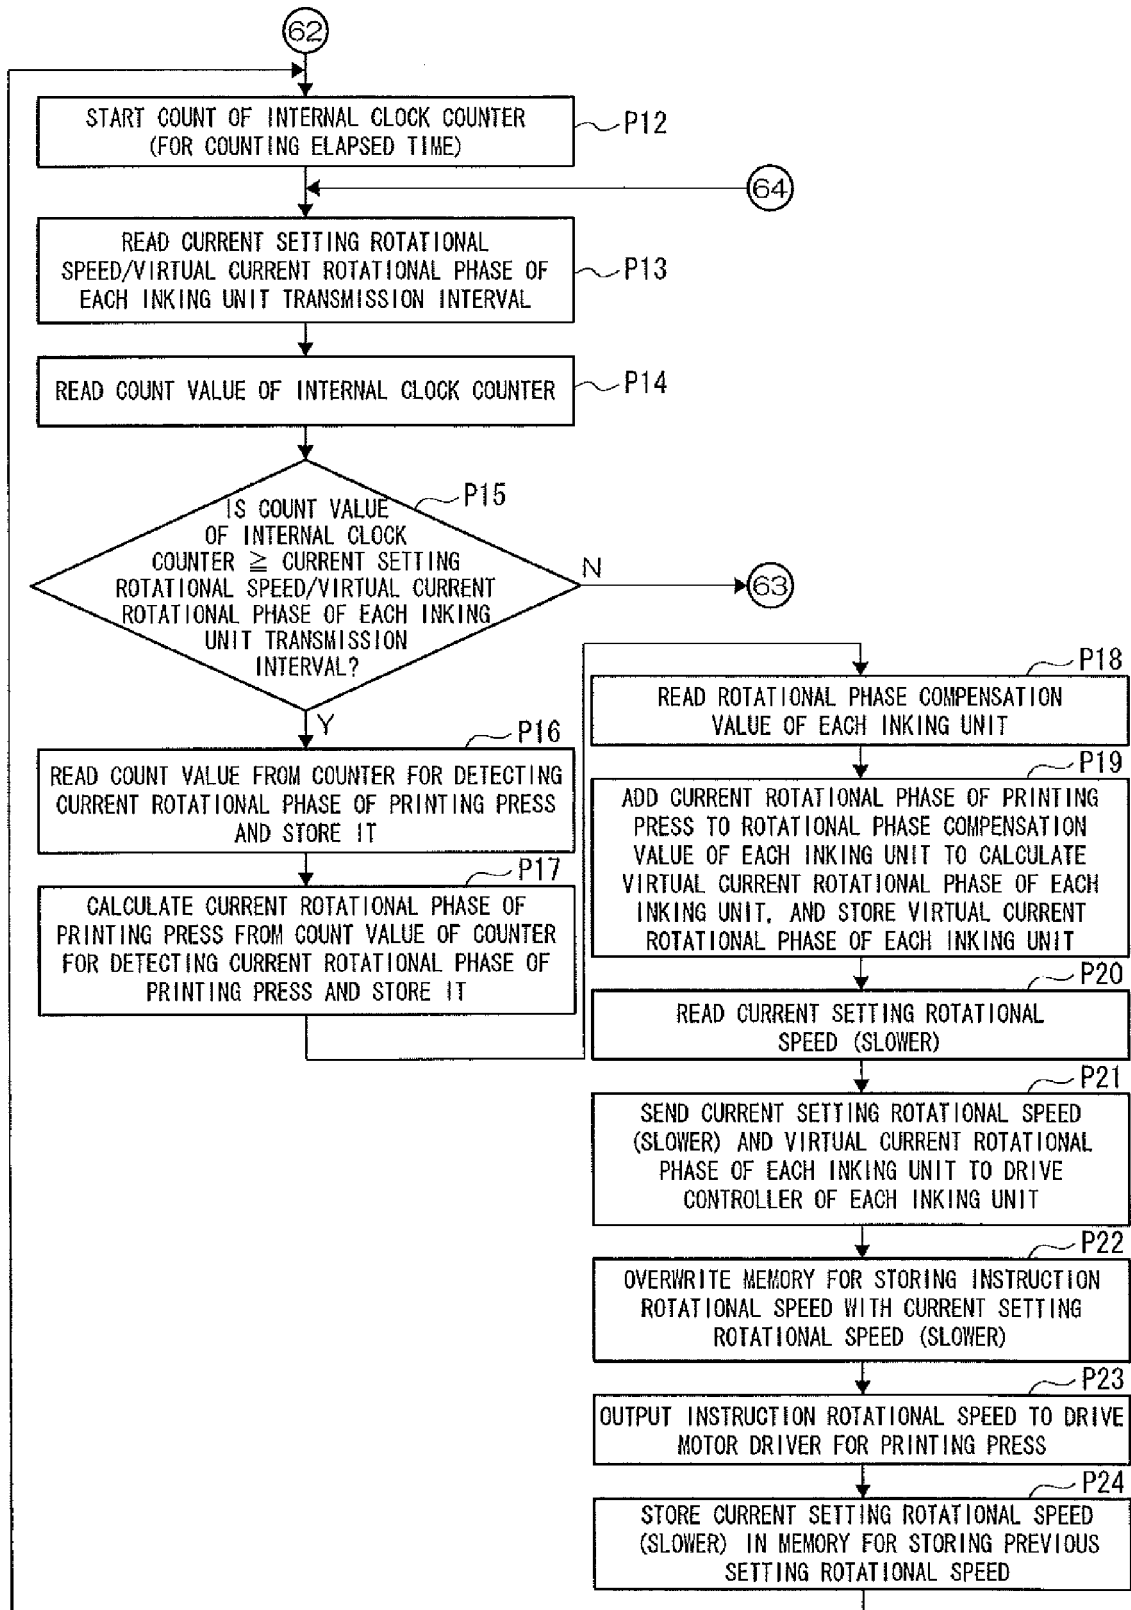 62
START COUNT OF INTERNAL CLOCK COUNTER
(FOR COUNTING ELAPSED TIME)
P12
64
READ CURRENT SETTING ROTATIONAL
SPEED/VIRTUAL CURRENT ROTATIONAL PHASE OF
EACH INKING UNIT TRANSMISSION INTERVAL
P13
READ COUNT VALUE OF INTERNAL CLOCK COUNTER
P14
P15
IS COUNT VALUE
OF INTERNAL CLOCK
COUNTER ≧ CURRENT SETTING
ROTATIONAL SPEED/VIRTUAL CURRENT
ROTATIONAL PHASE OF EACH INKING
UNIT TRANSMISSION
INTERVAL?
N
63
Y
P16
READ COUNT VALUE FROM COUNTER FOR DETECTING
CURRENT ROTATIONAL PHASE OF PRINTING PRESS
AND STORE IT
P17
CALCULATE CURRENT ROTATIONAL PHASE OF
PRINTING PRESS FROM COUNT VALUE OF COUNTER
FOR DETECTING CURRENT ROTATIONAL PHASE OF
PRINTING PRESS AND STORE IT
P18
READ ROTATIONAL PHASE COMPENSATION
VALUE OF EACH INKING UNIT
P19
ADD CURRENT ROTATIONAL PHASE OF PRINTING
PRESS TO ROTATIONAL PHASE COMPENSATION
VALUE OF EACH INKING UNIT TO CALCULATE
VIRTUAL CURRENT ROTATIONAL PHASE OF EACH
INKING UNIT, AND STORE VIRTUAL CURRENT
ROTATIONAL PHASE OF EACH INKING UNIT
P20
READ CURRENT SETTING ROTATIONAL
SPEED (SLOWER)
P21
SEND CURRENT SETTING ROTATIONAL SPEED
(SLOWER) AND VIRTUAL CURRENT ROTATIONAL
PHASE OF EACH INKING UNIT TO DRIVE
CONTROLLER OF EACH INKING UNIT
P22
OVERWRITE MEMORY FOR STORING INSTRUCTION
ROTATIONAL SPEED WITH CURRENT SETTING
ROTATIONAL SPEED (SLOWER)
P23
OUTPUT INSTRUCTION ROTATIONAL SPEED TO DRIVE
MOTOR DRIVER FOR PRINTING PRESS
P24
STORE CURRENT SETTING ROTATIONAL SPEED
(SLOWER) IN MEMORY FOR STORING PREVIOUS
SETTING ROTATIONAL SPEED